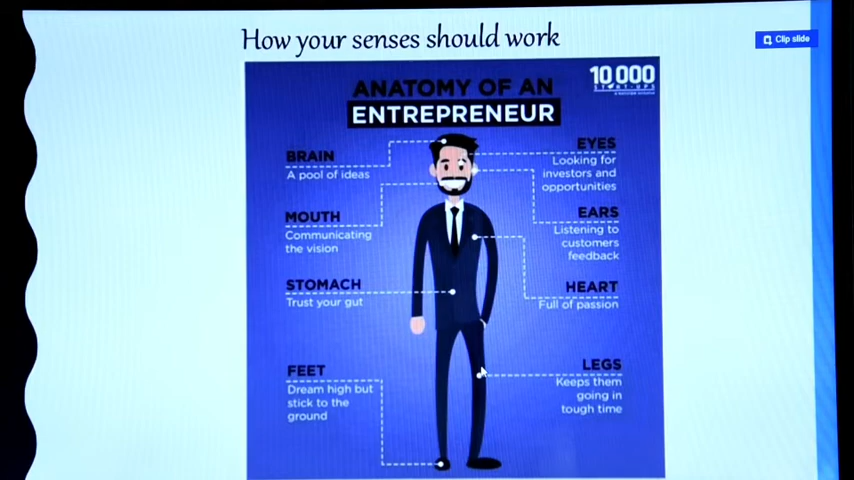 How your senses should work
Clip slide
10 000
ST RT-UPS
ANATOMY OF AN
ENTREPRENEUR
BRAIN
A pool of ideas
MOUTH
Communicating
the vision
STOMACH
Trust your gut
FEET
Dream high but
stick to the
ground
EYES
Looking for
investors and
opportunities
EARS
Listening to
customers
feedback
HEART
Full of passion
LEGS
Keeps them
going in
tough time